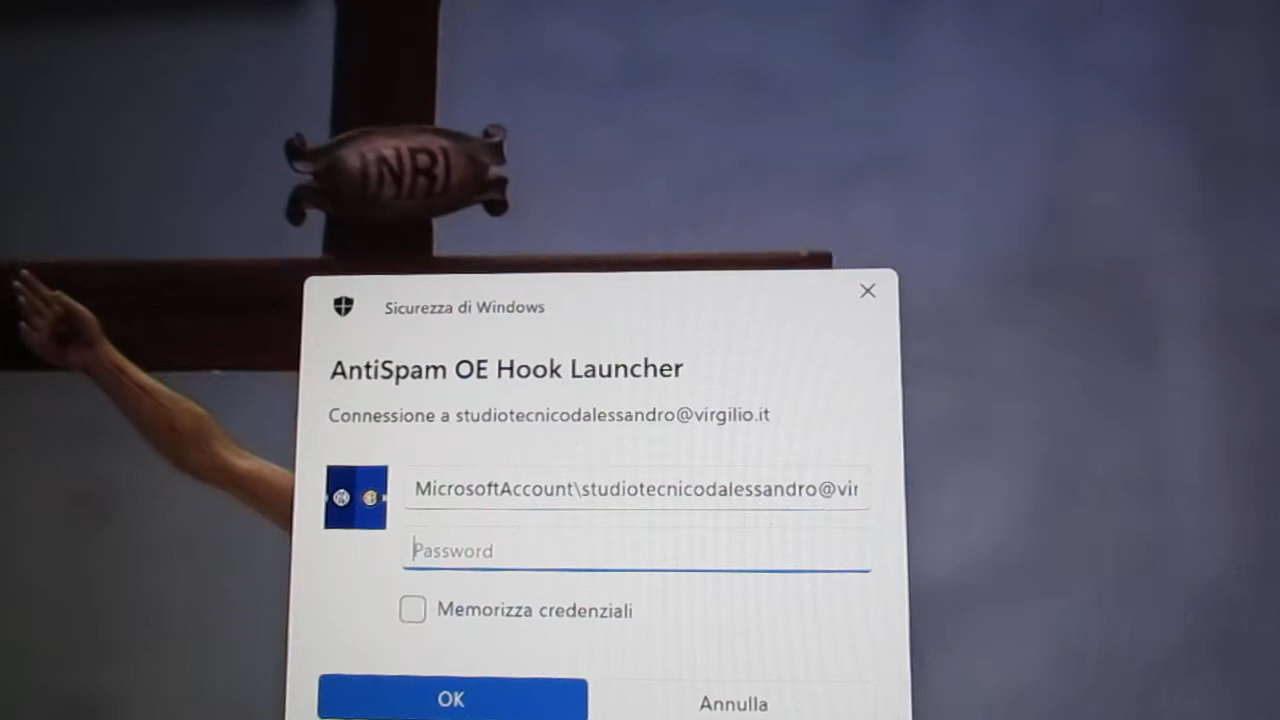 INRI
Sicurezza di Windows
AntiSpam OE Hook Launcher
Connessione a studiotecnicodalessandro@virgilio.it
MicrosoftAccount\studiotecnicodalessandro@vir
Password
Memorizza credenziali
OK
Annulla